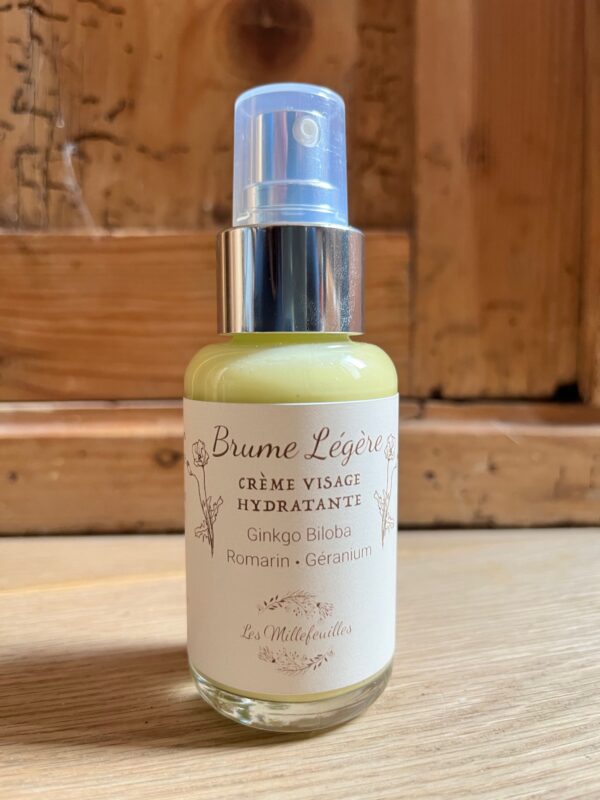 Brume Légère
CRÈME VISAGE
HYDRATANTE
Ginkgo Biloba
Romarin • Géranium
Les Millefeuilles